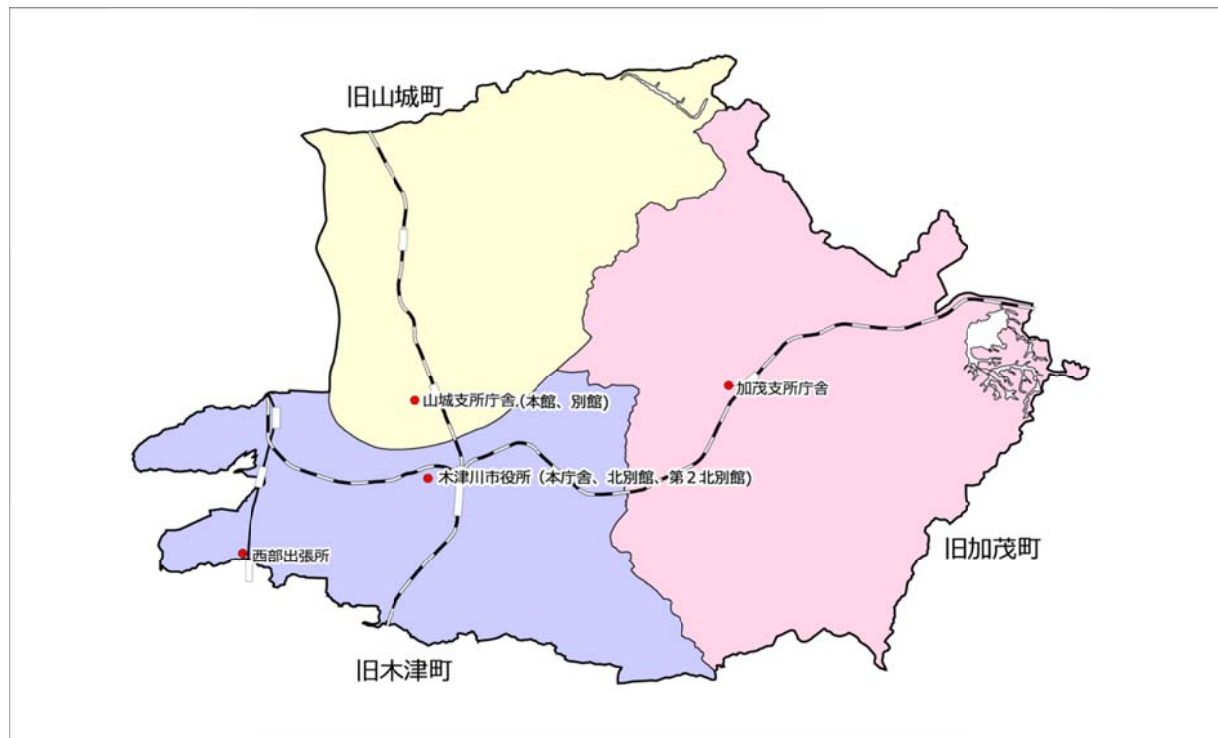 旧山城町
加茂支所庁舎
山城支所庁舎(本館、別館)
木津川市役所（本庁舎、北別館、第２北別館)
西部出張所
旧加茂町
旧木津町